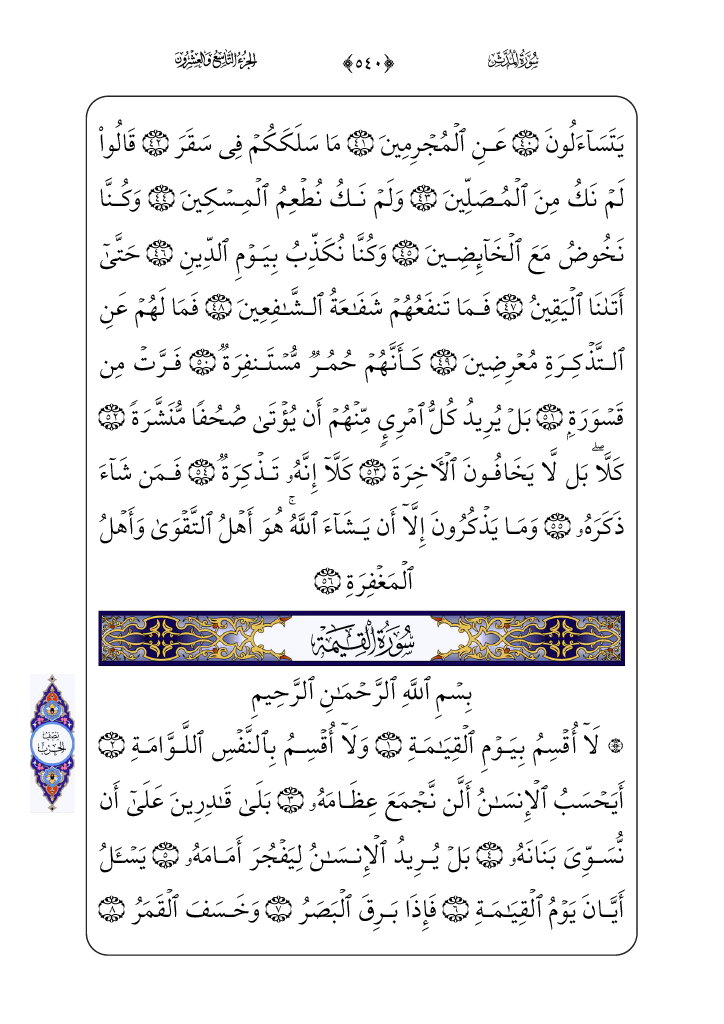 سُورَةُ الْمُدَّثِّر ﴿٥٤٠﴾ الجُزْءُ التَّاسِعُ وَالعِشْرُونَ
يَتَسَآءَلُونَ ٤٠ عَنِ ٱلۡمُجۡرِمِينَ ٤١ مَا سَلَكَكُمۡ فِى سَقَرَ ٤٢ قَالُواْ
لَمۡ نَكُ مِنَ ٱلۡمُصَلِّينَ ٤٣ وَلَمۡ نَكُ نُطۡعِمُ ٱلۡمِسۡكِينَ ٤٤ وَكُنَّا
نَخُوضُ مَعَ ٱلۡخَآئِضِينَ ٤٥ وَكُنَّا نُكَذِّبُ بِيَوۡمِ ٱلدِّينِ ٤٦ حَتَّىٰٓ
أَتَىٰنَا ٱلۡيَقِينُ ٤٧ فَمَا تَنفَعُهُمۡ شَفَـٰعَةُ ٱلشَّـٰفِعِينَ ٤٨ فَمَا لَهُمۡ عَنِ
ٱلتَّذۡكِرَةِ مُعۡرِضِينَ ٤٩ كَأَنَّهُمۡ حُمُرٌ مُّسۡتَنفِرَةٌ ٥٠ فَرَّتۡ مِن
قَسۡوَرَةِۭ ٥١ بَلۡ يُرِيدُ كُلُّ ٱمۡرِىٍٕ مِّنۡهُمۡ أَن يُؤۡتَىٰ صُحُفًا مُّنَشَّرَةً ٥٢
كَلَّاۖ بَل لَّا يَخَافُونَ ٱلۡأَخِرَةَ ٥٣ كَلَّآ إِنَّهُۥ تَذۡكِرَةٌ ٥٤ فَمَن شَآءَ
ذَكَرَهُۥ ٥٥ وَمَا يَذۡكُرُونَ إِلَّآ أَن يَشَآءَ ٱللَّهُۚ هُوَ أَهۡلُ ٱلتَّقۡوَىٰ وَأَهۡلُ
ٱلۡمَغۡفِرَةِ ٥٦
سُورَةُ الْقِيَامَةِ
بِسۡمِ ٱللَّهِ ٱلرَّحۡمَـٰنِ ٱلرَّحِيمِ
۞ لَآ أُقۡسِمُ بِيَوۡمِ ٱلۡقِيَـٰمَةِ ١ وَلَآ أُقۡسِمُ بِٱلنَّفۡسِ ٱللَّوَّامَةِ ٢
نِصْفُ الحِزْبِ
أَيَحۡسَبُ ٱلۡإِنسَـٰنُ أَلَّن نَّجۡمَعَ عِظَامَهُۥ ٣ بَلَىٰ قَـٰدِرِينَ عَلَىٰٓ أَن
نُّسَوِّىَ بَنَانَهُۥ ٤ بَلۡ يُرِيدُ ٱلۡإِنسَـٰنُ لِيَفۡجُرَ أَمَامَهُۥ ٥ يَسۡـَٔلُ
أَيَّانَ يَوۡمُ ٱلۡقِيَـٰمَةِ ٦ فَإِذَا بَرِقَ ٱلۡبَصَرُ ٧ وَخَسَفَ ٱلۡقَمَرُ ٨